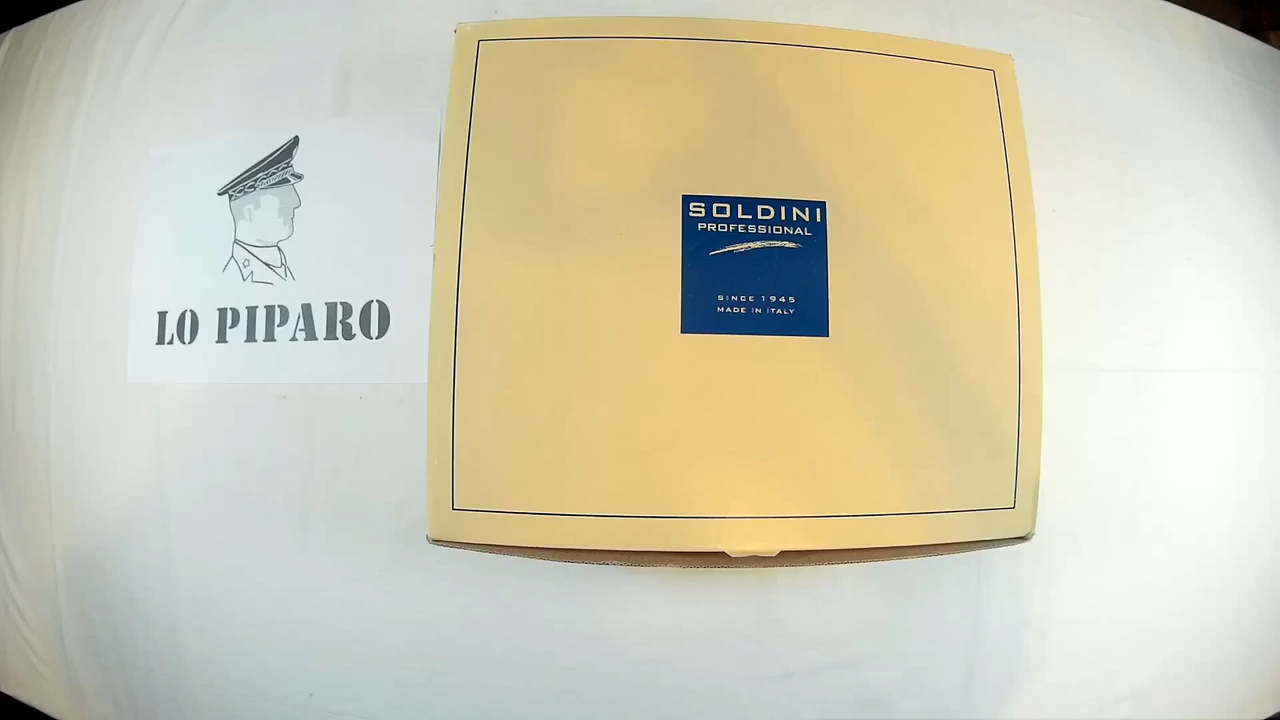 LO PIPARO
SOLDINI
PROFESSIONAL
SINCE 1945
MADE IN ITALY